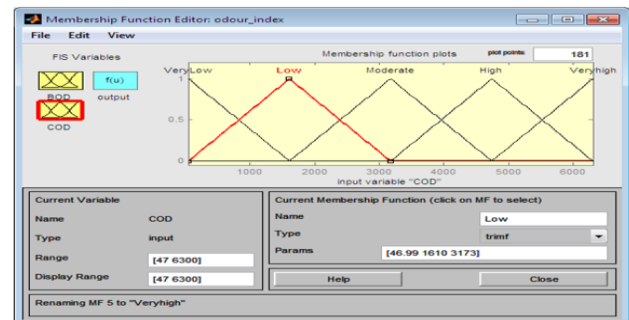 Membership Function Editor: odour_index
File Edit View
FIS Variables
Membership function plots
plot points:
181
BOD
output
f(u)
COD
VeryLow Low Moderate High Veryhigh
1
0.5
0
1000 2000 3000 4000 5000 6000
input variable "COD"
Current Variable
Name COD
Type input
Range [47 6300]
Display Range [47 6300]
Current Membership Function (click on MF to select)
Name Low
Type trimf
Params [46.99 1610 3173]
Help Close
Renaming MF 5 to "Veryhigh"